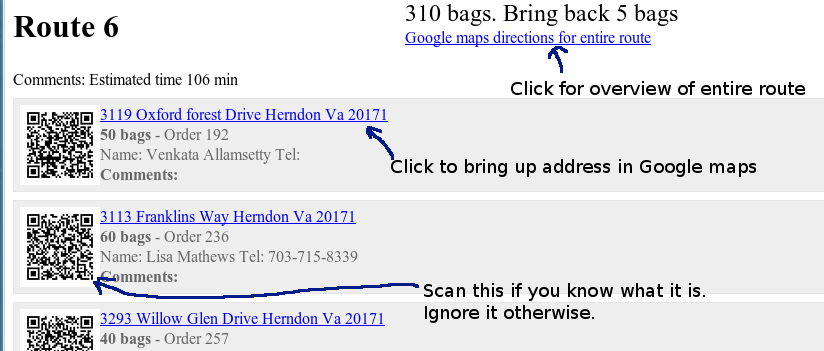 Route 6
310 bags. Bring back 5 bags
Google maps directions for entire route
Click for overview of entire route
Comments: Estimated time 106 min
3119 Oxford forest Drive Herndon Va 20171
50 bags - Order 192
Name: Venkata Allamsetty Tel:
Comments:
Click to bring up address in Google maps
3113 Franklins Way Herndon Va 20171
60 bags - Order 236
Name: Lisa Mathews Tel: 703-715-8339
Comments:
Scan this if you know what it is.
Ignore it otherwise.
3293 Willow Glen Drive Herndon Va 20171
40 bags - Order 257